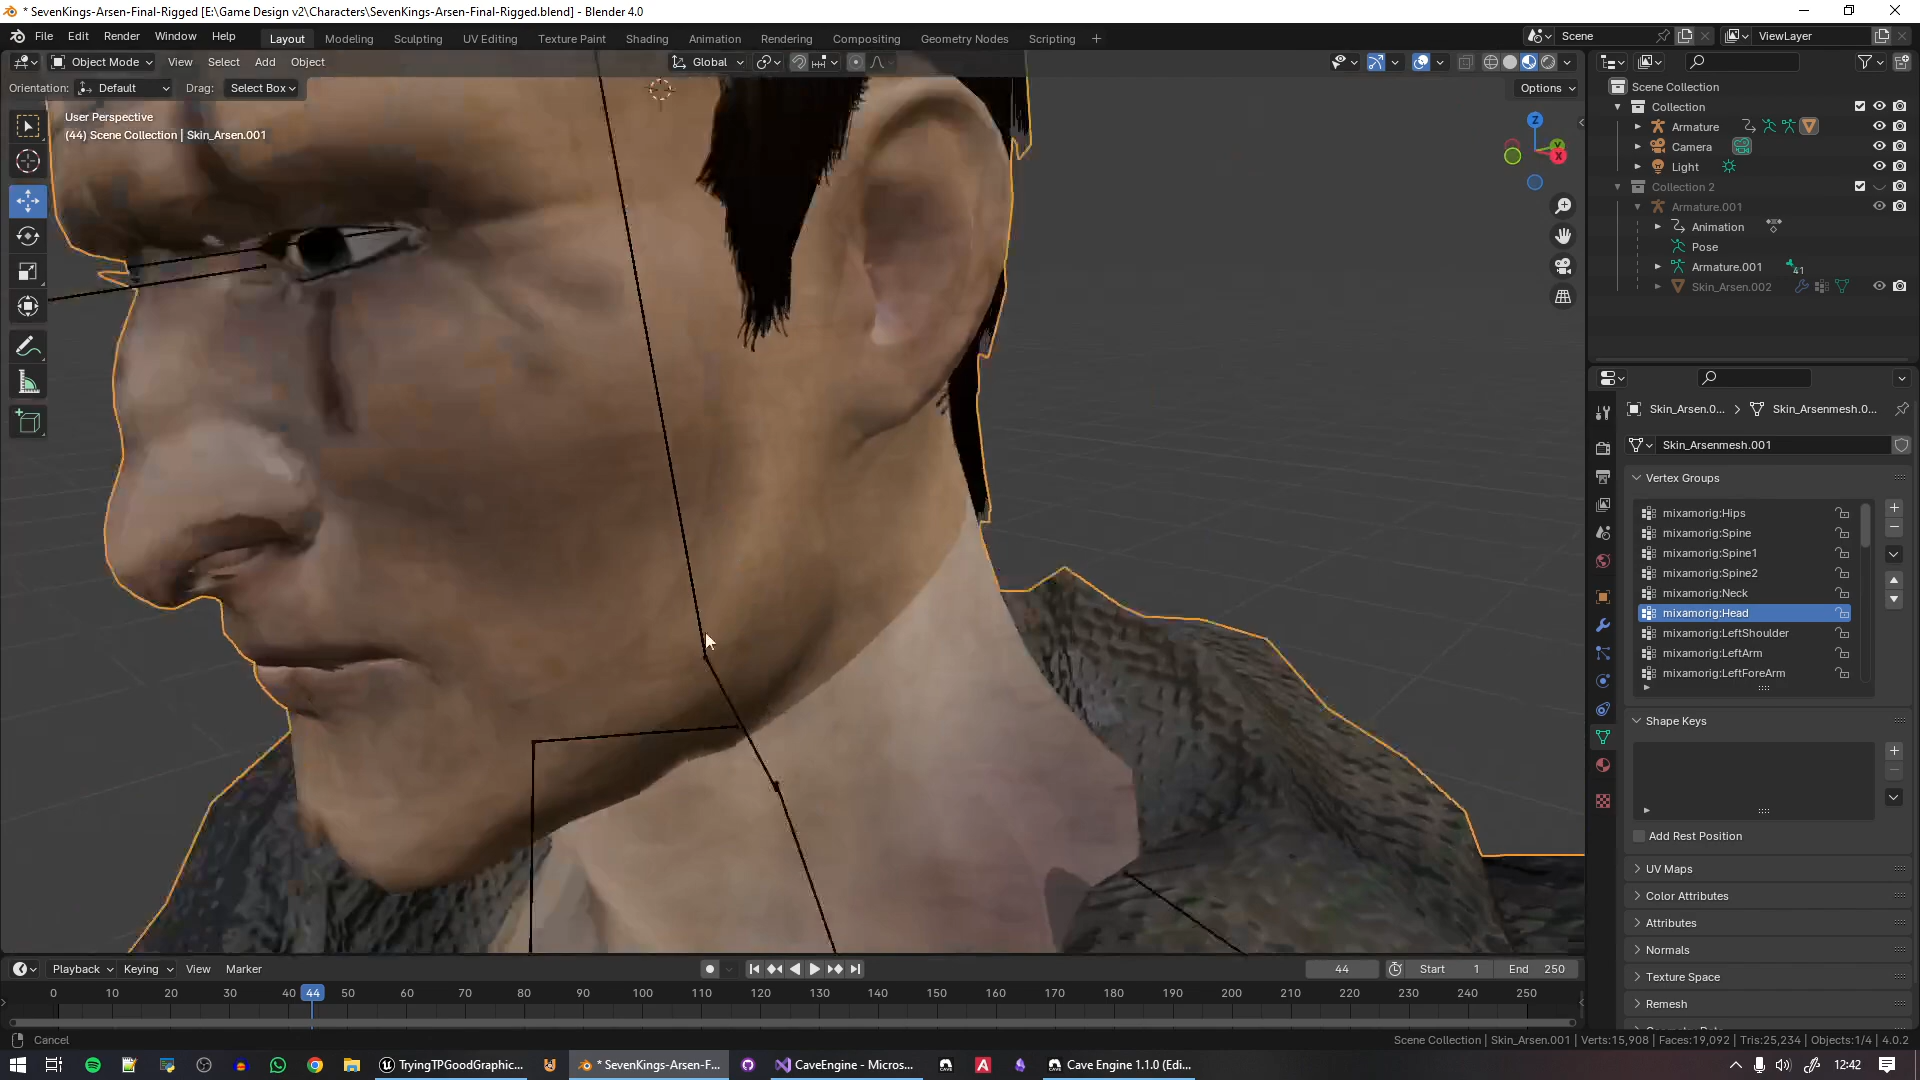 * SevenKings-Arsen-Final-Rigged [E:\Game Design v2\Characters\SevenKings-Arsen-Final-Rigged.blend] - Blender 4.0
File Edit Render Window Help
Layout Modeling Sculpting UV Editing Texture Paint Shading Animation Rendering Compositing Geometry Nodes Scripting +
Scene
ViewLayer
Object Mode View Select Add Object
Global
Orientation: Default Drag: Select Box
Options
User Perspective
(44) Scene Collection | Skin_Arsen.001
Z
Y
X
Scene Collection
Collection
Armature
Camera
Light
Collection 2
Armature.001
Animation
Pose
Armature.001 41
Skin_Arsen.002
Skin_Arsen.0... > Skin_Arsenmesh.0...
Skin_Arsenmesh.001
Vertex Groups
mixamorig:Hips
mixamorig:Spine
mixamorig:Spine1
mixamorig:Spine2
mixamorig:Neck
mixamorig:Head
mixamorig:LeftShoulder
mixamorig:LeftArm
mixamorig:LeftForeArm
Shape Keys
Add Rest Position
UV Maps
Color Attributes
Attributes
Normals
Texture Space
Remesh
Playback Keying View Marker
44 Start 1 End 250
0 10 20 30 40 44 50 60 70 80 90 100 110 120 130 140 150 160 170 180 190 200 210 220 230 240 250
Cancel
Scene Collection | Skin_Arsen.001 | Verts:15,908 | Faces:19,092 | Tris:25,234 | Objects:1/4 | 4.0.2
TryingTPGoodGraphic...
* SevenKings-Arsen-F...
CaveEngine - Micros...
Cave Engine 1.1.0 (Edi...
12:42